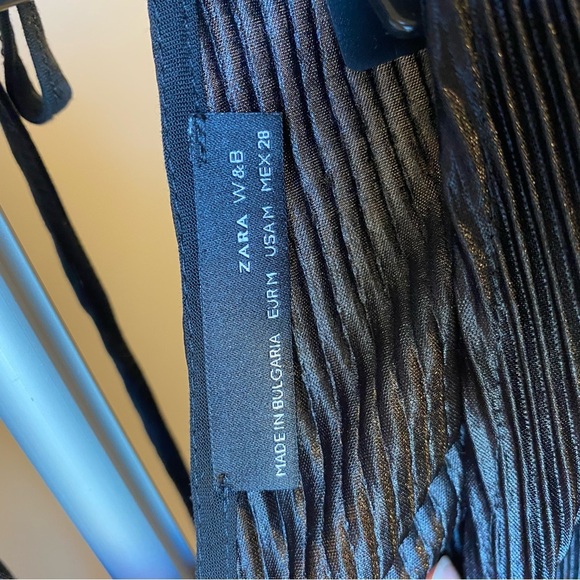 ZARA W&B
EUR M USA M MEX 28
MADE IN BULGARIA